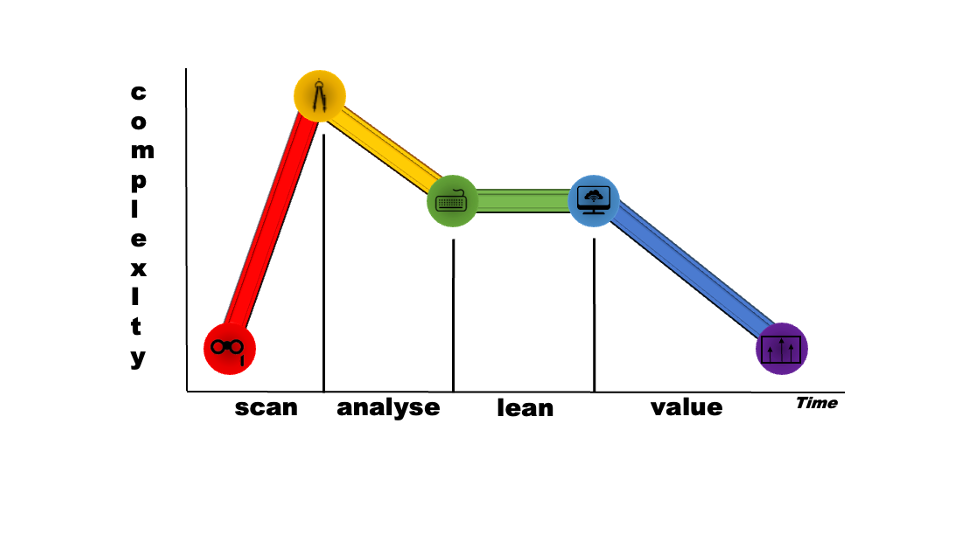 complexIty
scan
analyse
lean
value
Time